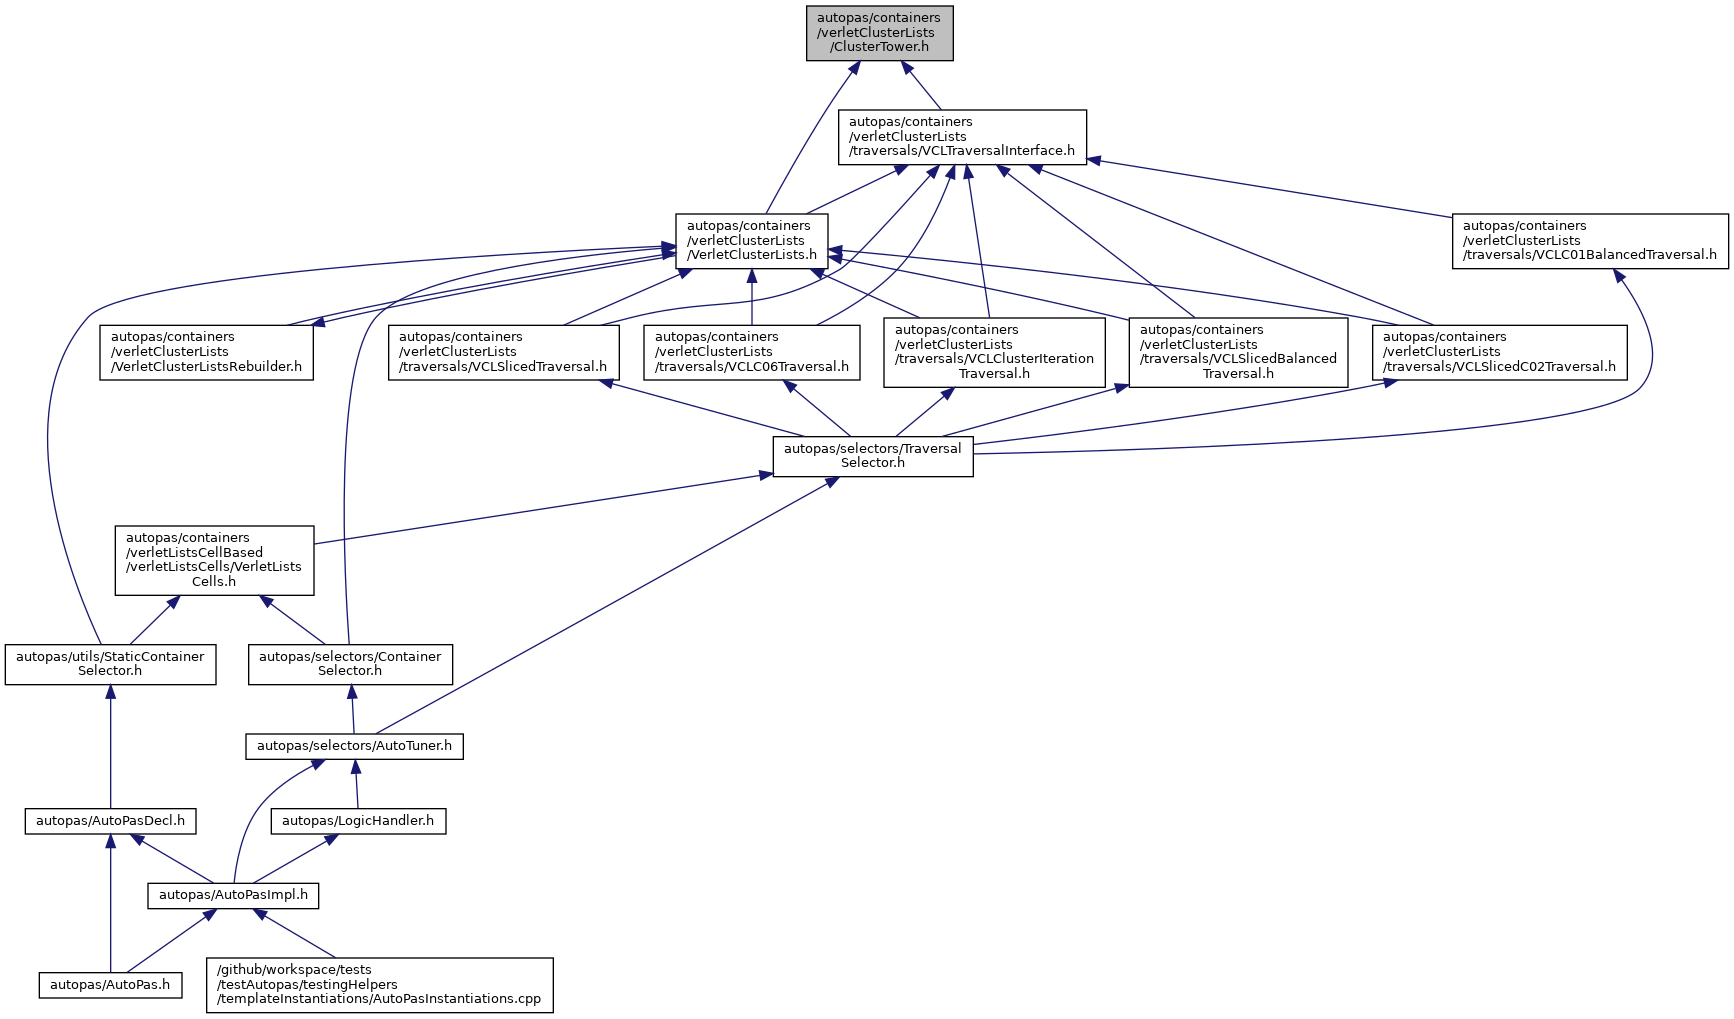 autopas/containers
/verletClusterLists
/ClusterTower.h
autopas/containers
/verletClusterLists
/traversals/VCLTraversalInterface.h
autopas/containers
/verletClusterLists
/VerletClusterLists.h
autopas/containers
/verletClusterLists
/traversals/VCLC01BalancedTraversal.h
autopas/containers
/verletClusterLists
/VerletClusterListsRebuilder.h
autopas/containers
/verletClusterLists
/traversals/VCLSlicedTraversal.h
autopas/containers
/verletClusterLists
/traversals/VCLC06Traversal.h
autopas/containers
/verletClusterLists
/traversals/VCLClusterIteration
Traversal.h
autopas/containers
/verletClusterLists
/traversals/VCLSlicedBalanced
Traversal.h
autopas/containers
/verletClusterLists
/traversals/VCLSlicedC02Traversal.h
autopas/selectors/Traversal
Selector.h
autopas/containers
/verletListsCellBased
/verletListsCells/VerletLists
Cells.h
autopas/utils/StaticContainer
Selector.h
autopas/selectors/Container
Selector.h
autopas/selectors/AutoTuner.h
autopas/AutoPasDecl.h
autopas/LogicHandler.h
autopas/AutoPasImpl.h
autopas/AutoPas.h
/github/workspace/tests
/testAutopas/testingHelpers
/templateInstantiations/AutoPasInstantiations.cpp